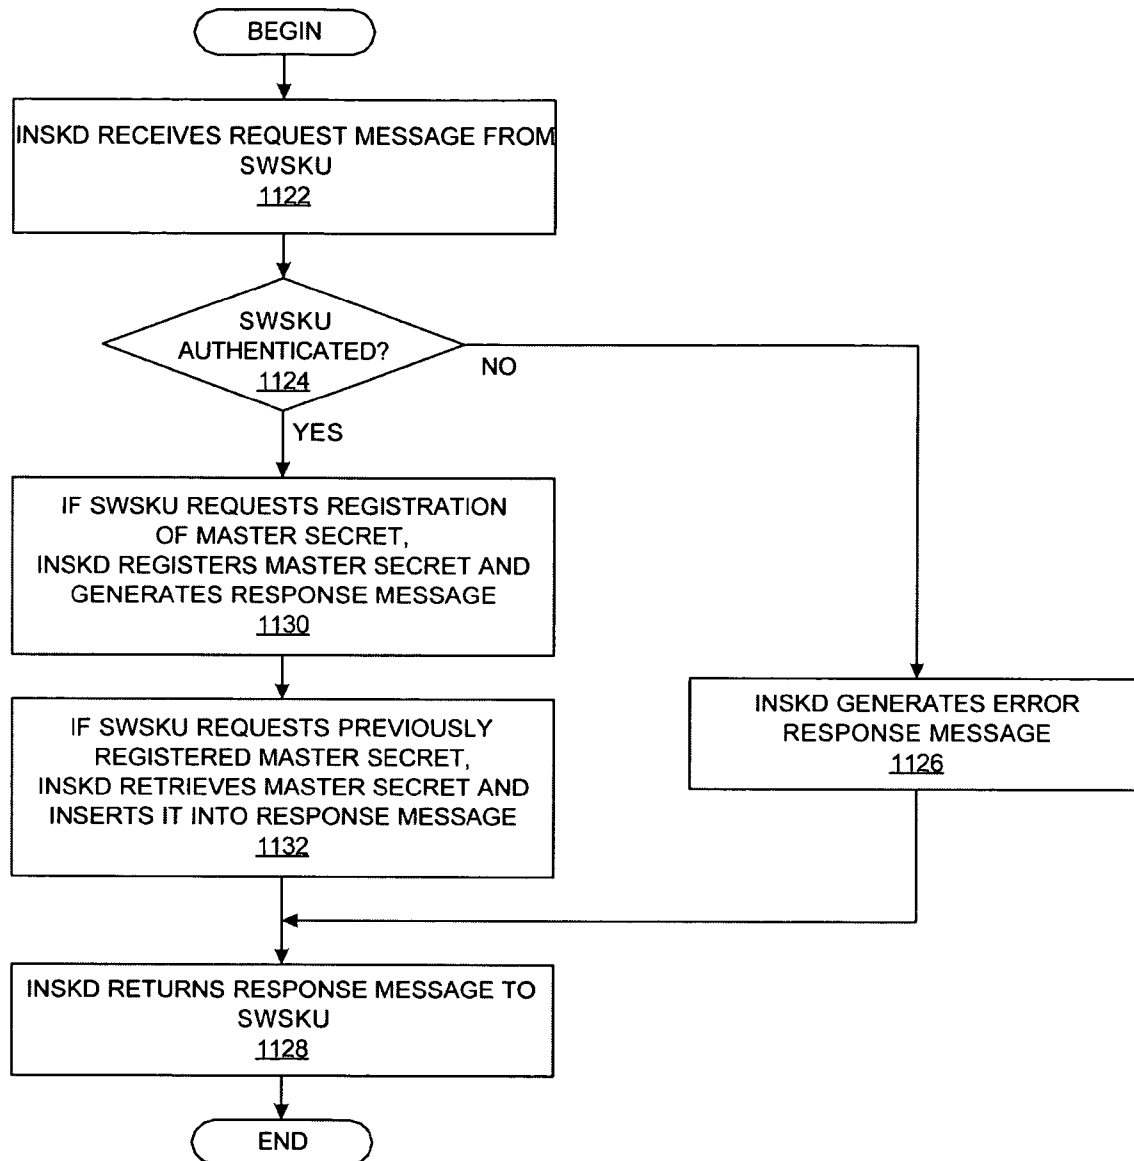 BEGIN
INSKD RECEIVES REQUEST MESSAGE FROM
SWSKU
1122
SWSKU
AUTHENTICATED?
1124
NO
YES
IF SWSKU REQUESTS REGISTRATION
OF MASTER SECRET,
INSKD REGISTERS MASTER SECRET AND
GENERATES RESPONSE MESSAGE
1130
IF SWSKU REQUESTS PREVIOUSLY
REGISTERED MASTER SECRET,
INSKD RETRIEVES MASTER SECRET AND
INSERTS IT INTO RESPONSE MESSAGE
1132
INSKD GENERATES ERROR
RESPONSE MESSAGE
1126
INSKD RETURNS RESPONSE MESSAGE TO
SWSKU
1128
END